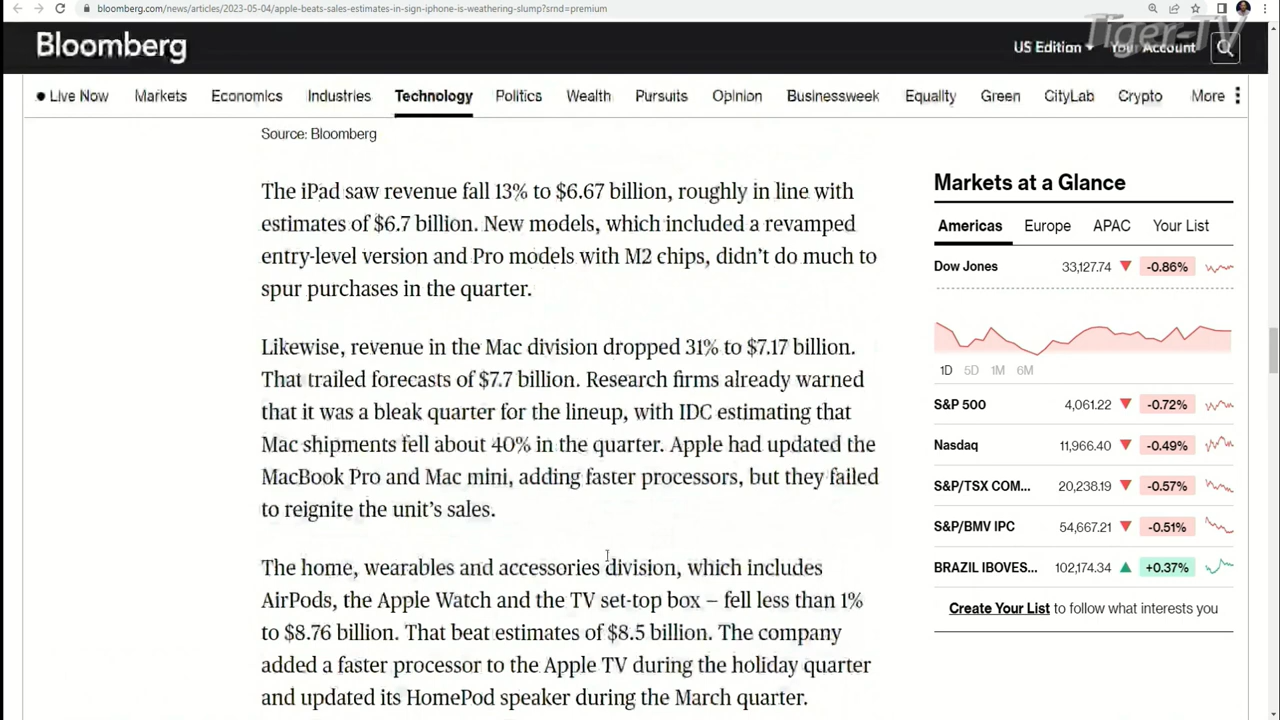 bloomberg.com/news/articles/2023-05-04/apple-beats-sales-estimates-in-sign-iphone-is-weathering-slump?srnd=premium
Tiger-TV
Bloomberg
US Edition
Your Account
Live Now Markets Economics Industries Technology Politics Wealth Pursuits Opinion Businessweek Equality Green CityLab Crypto More
Source: Bloomberg
The iPad saw revenue fall 13% to $6.67 billion, roughly in line with
estimates of $6.7 billion. New models, which included a revamped
entry-level version and Pro models with M2 chips, didn't do much to
spur purchases in the quarter.
Likewise, revenue in the Mac division dropped 31% to $7.17 billion.
That trailed forecasts of $7.7 billion. Research firms already warned
that it was a bleak quarter for the lineup, with IDC estimating that
Mac shipments fell about 40% in the quarter. Apple had updated the
MacBook Pro and Mac mini, adding faster processors, but they failed
to reignite the unit's sales.
The home, wearables and accessories division, which includes
AirPods, the Apple Watch and the TV set-top box – fell less than 1%
to $8.76 billion. That beat estimates of $8.5 billion. The company
added a faster processor to the Apple TV during the holiday quarter
and updated its HomePod speaker during the March quarter.
Markets at a Glance
Americas Europe APAC Your List
Dow Jones 33,127.74 -0.86%
1D 5D 1M 6M
S&P 500 4,061.22 -0.72%
Nasdaq 11,966.40 -0.49%
S&P/TSX COM... 20,238.19 -0.57%
S&P/BMV IPC 54,667.21 -0.51%
BRAZIL IBOVES... 102,174.34 +0.37%
Create Your List to follow what interests you